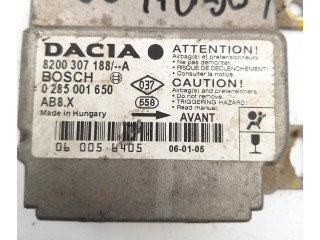 DACIA
8200 307 188/--A
BOSCH
0 285 001 650
AB8.X
Made in Hungary
037
558
ATTENTION!
Airbag(s) et prétensionneurs.
• Ne pas démonter.
• RISQUE DE DECLENCHEMENT!
• Consulter la notice.
CAUTION!
Airbag(s) and pretensioners.
• Do not remove.
• TRIGGERING HAZARD!
• Read manual.
AVANT
06 005 6405
06-01-05